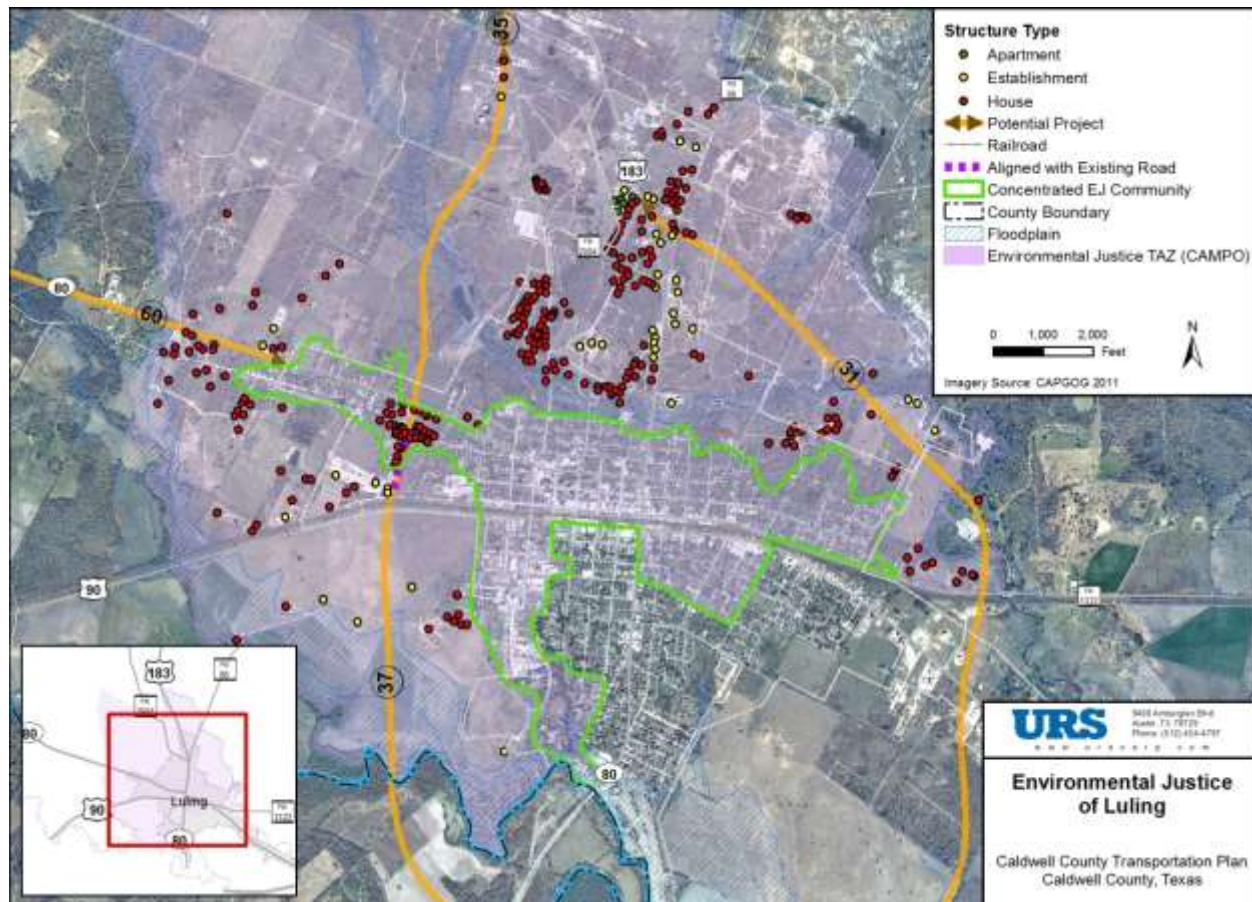 Structure Type
Apartment
Establishment
House
Potential Project
Railroad
Aligned with Existing Road
Concentrated EJ Community
County Boundary
Floodplain
Environmental Justice TAZ (CAMPO)
0 1,000 2,000
Feet
N
Imagery Source: CAPGOG 2011
35
183
80
60
31
90
37
80
183
80
90
Luling
80
URS
Environmental Justice
of Luling
Caldwell County Transportation Plan
Caldwell County, Texas